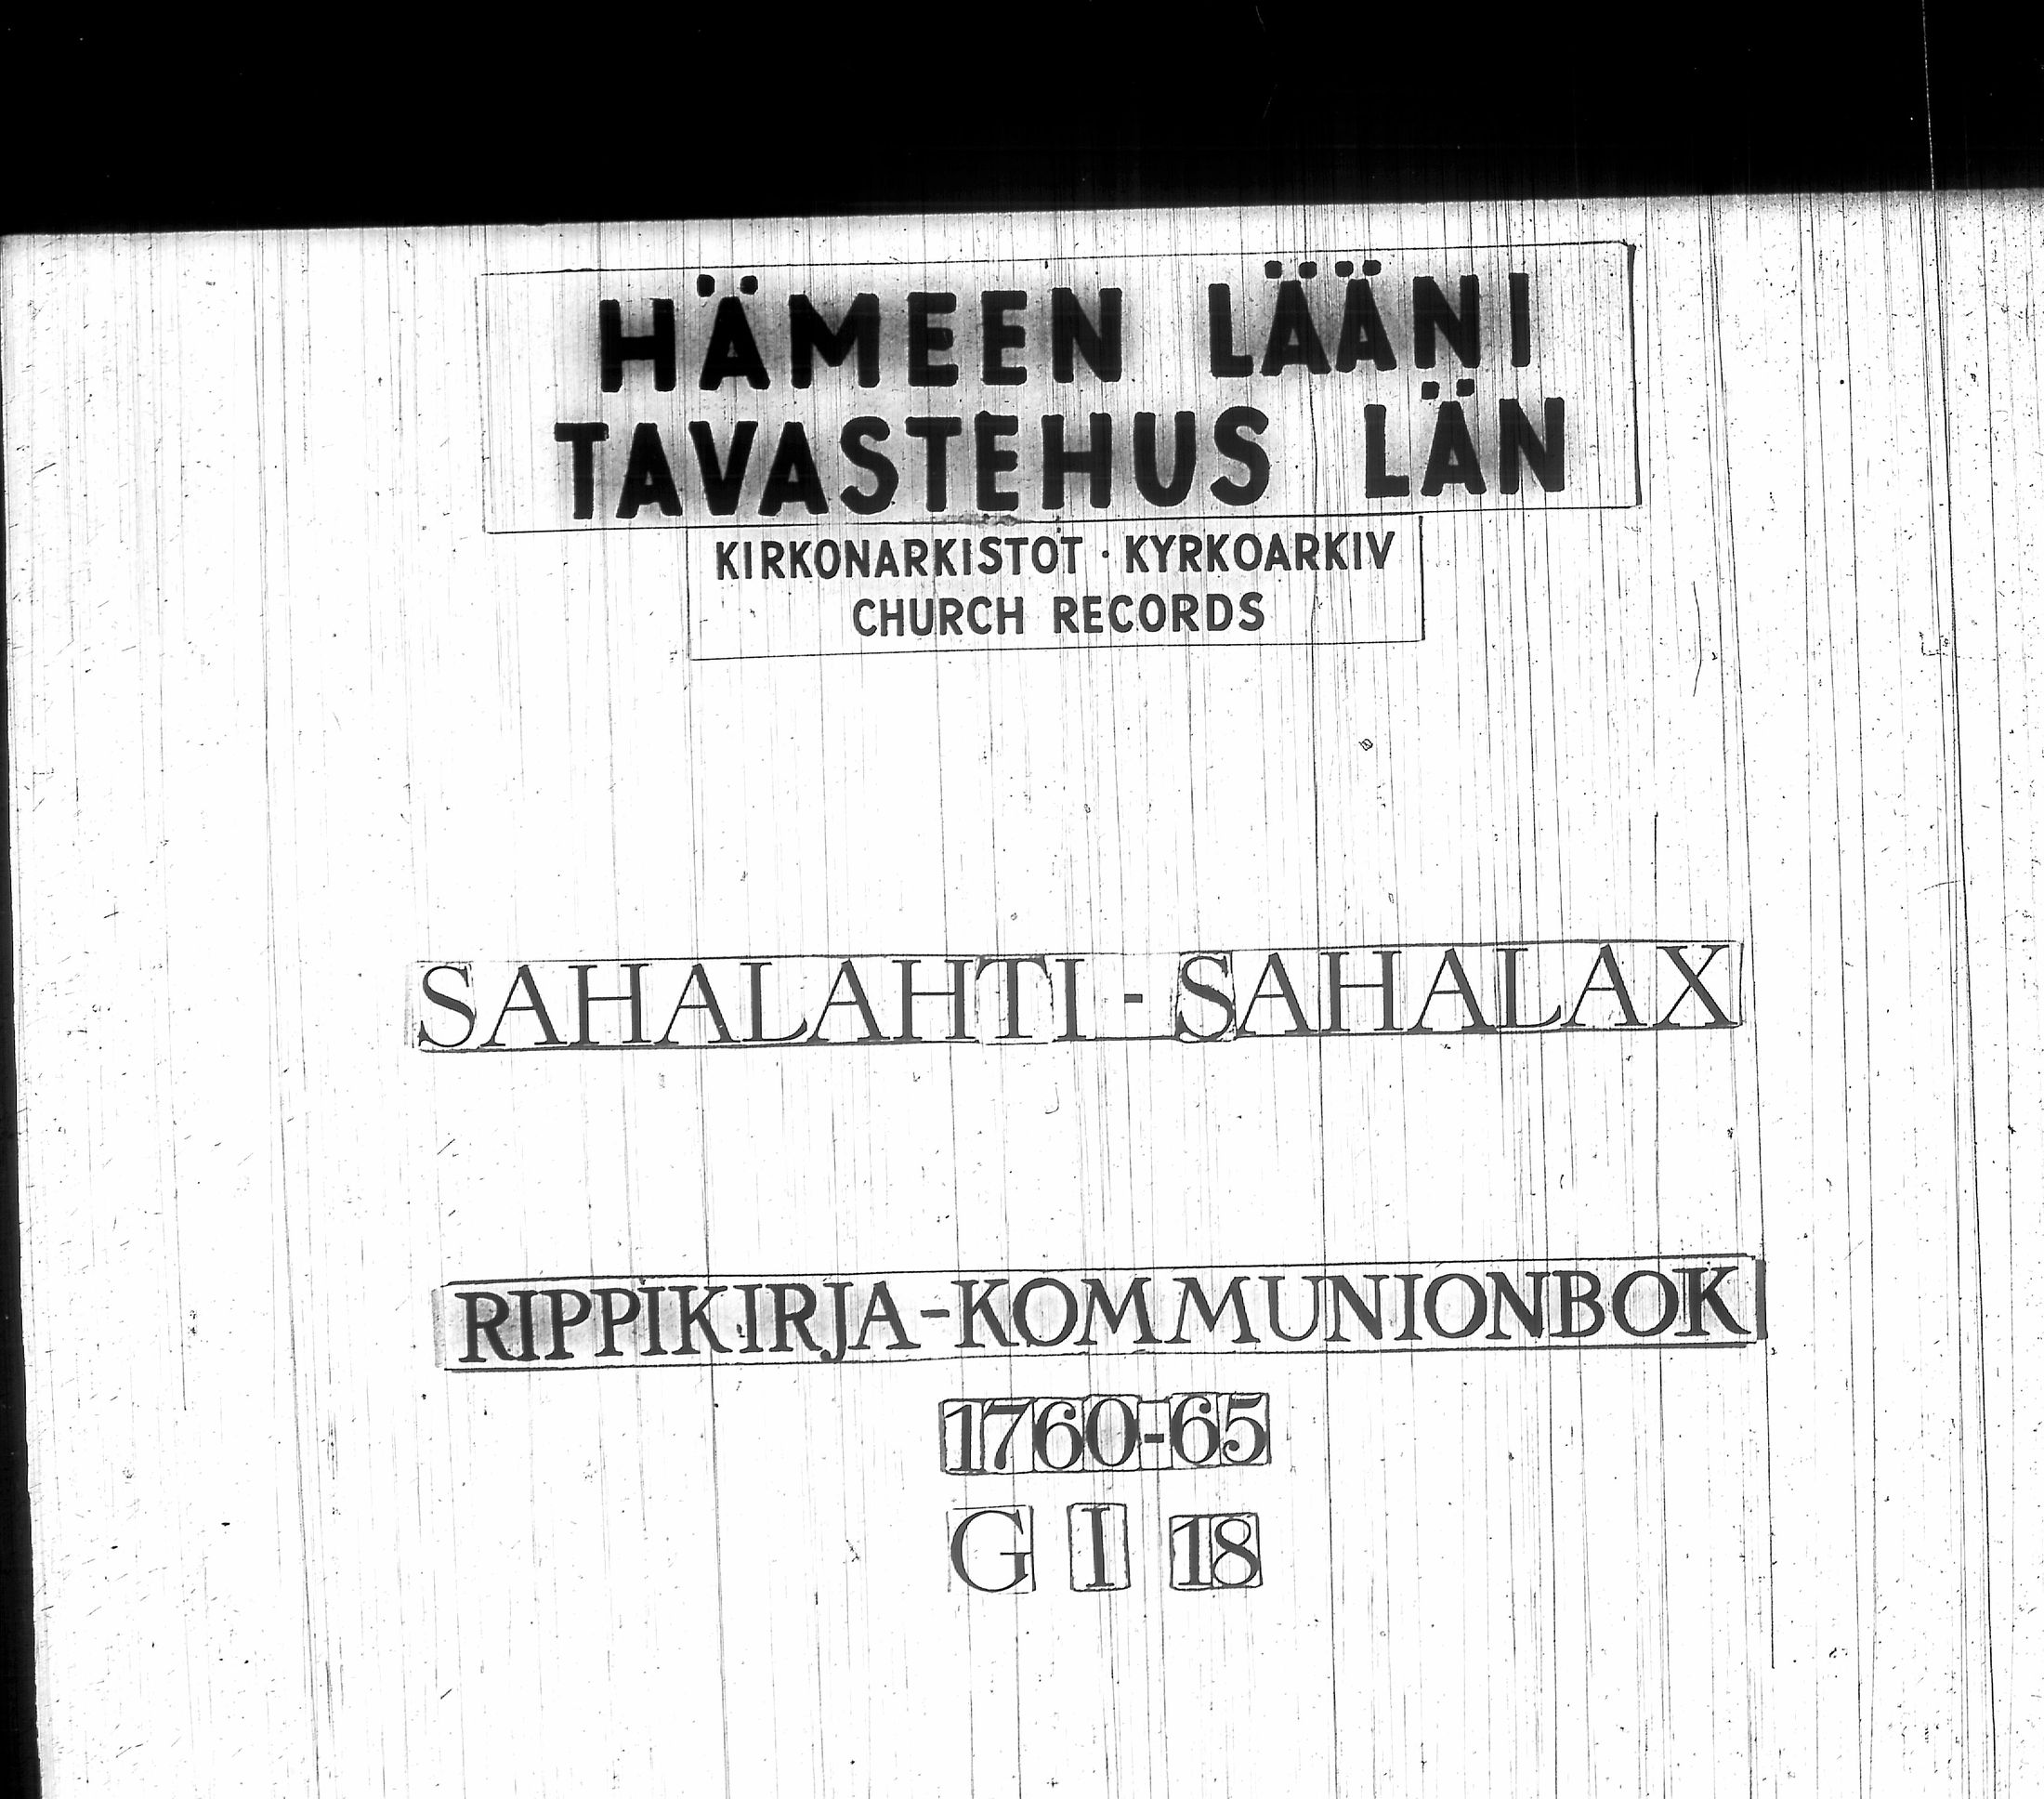 HÄMEEN LÄÄNI
TAVASTEHUS LÄN
KIRKONARKISTOT · KYRKOARKIV
CHURCH RECORDS
SAHALAHTI - SAHALAX
RIPPIKIRJA-KOMMUNIONBOK
1760-65
G I 18